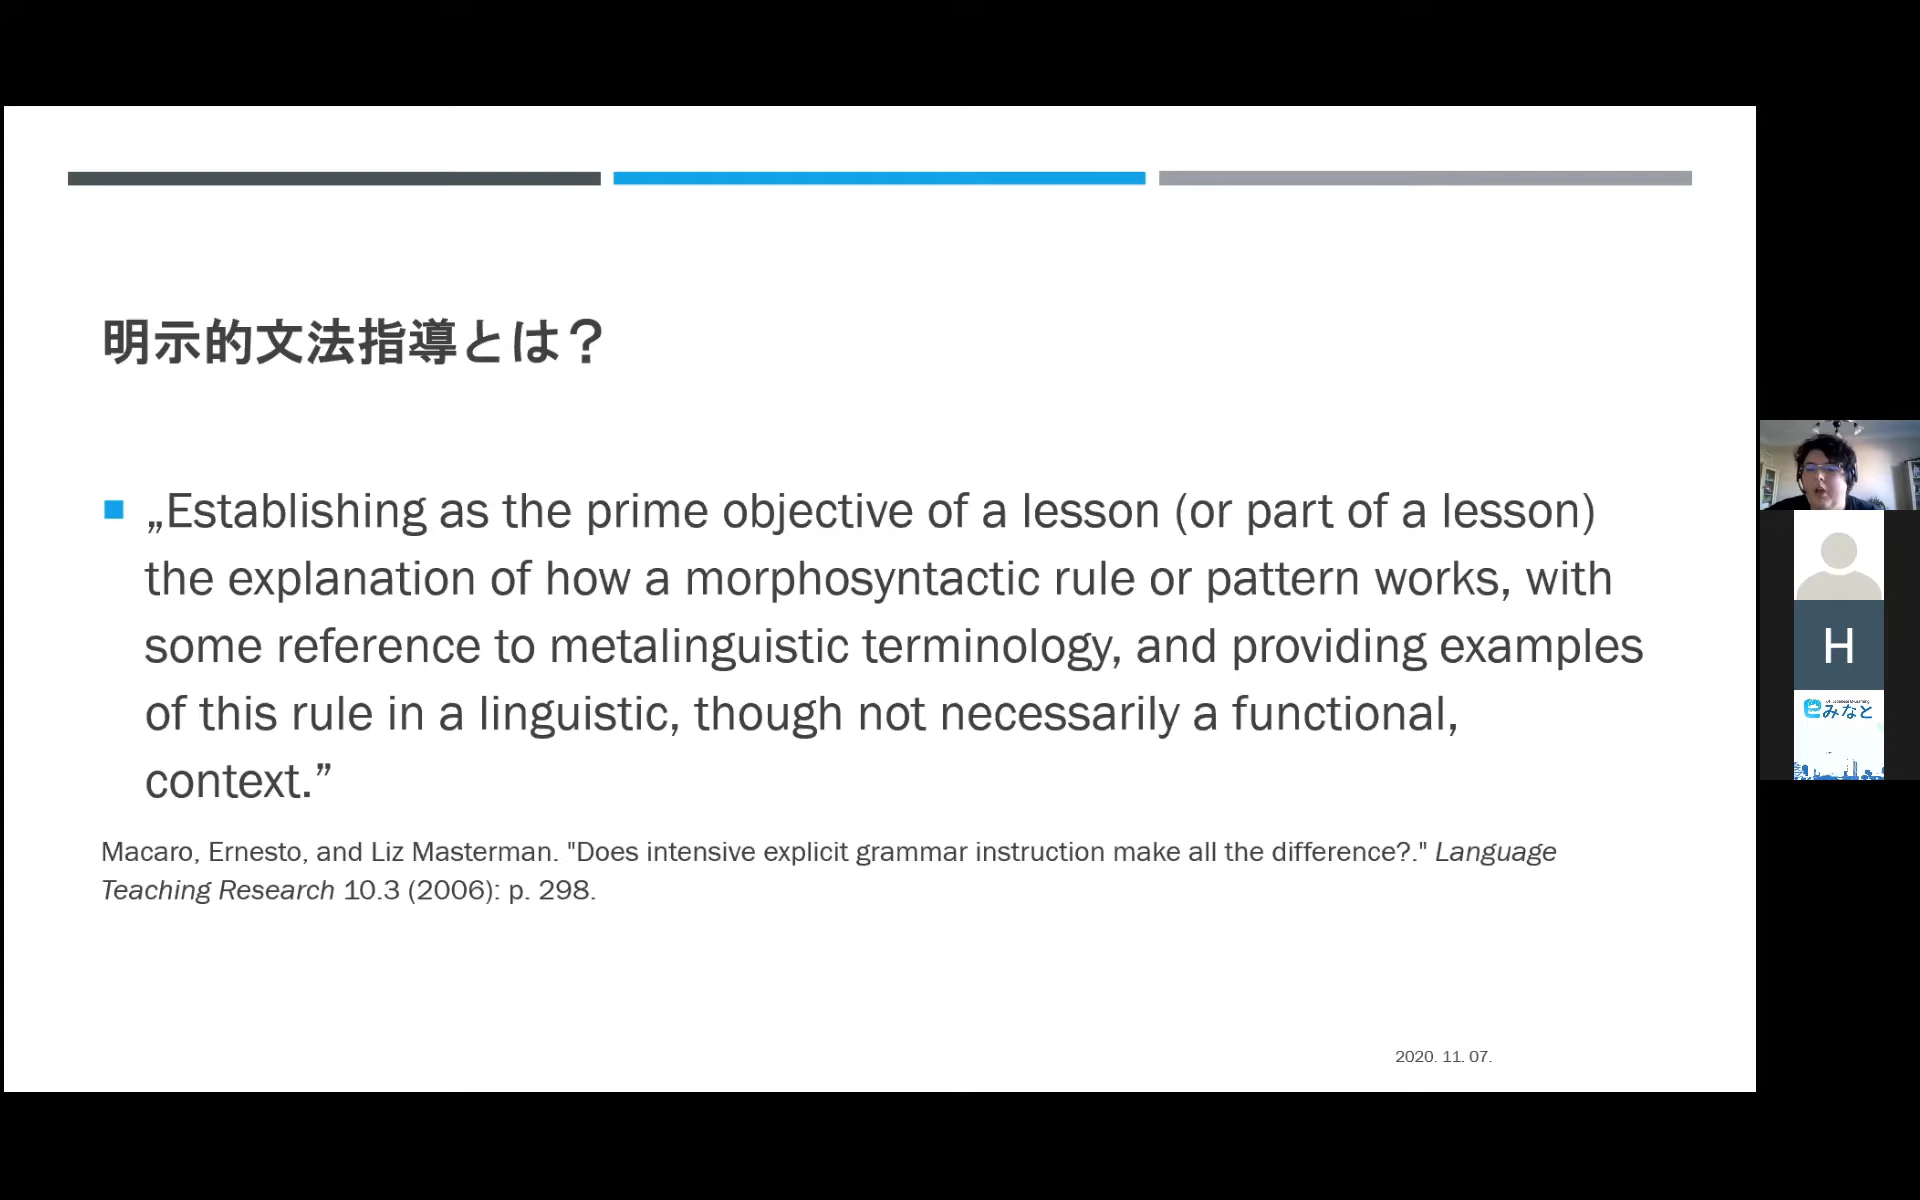 明示的文法指導とは？
„Establishing as the prime objective of a lesson (or part of a lesson)
the explanation of how a morphosyntactic rule or pattern works, with
some reference to metalinguistic terminology, and providing examples
of this rule in a linguistic, though not necessarily a functional,
context.”
Macaro, Ernesto, and Liz Masterman. "Does intensive explicit grammar instruction make all the difference?." Language
Teaching Research 10.3 (2006): p. 298.
2020. 11. 07.
H
みなと